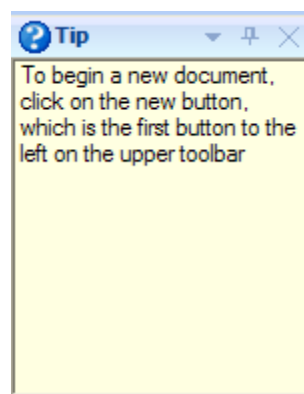 Tip
To begin a new document,
click on the new button,
which is the first button to the
left on the upper toolbar